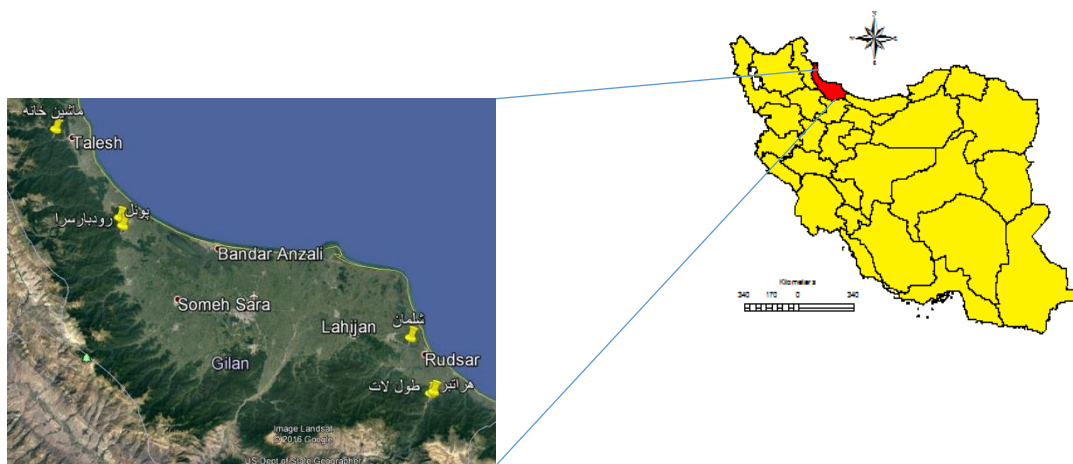 ماشین خانه
Talesh
پونل
رودبارسرا
Bandar Anzali
Someh Sara
شلمان
Lahijan
Rudsar
Gilan
هراتبر
طول لات
Image Landsat
© 2016 Google
US Dept of State Geographer
N
W
E
S
Kilometers
340 170 0 340